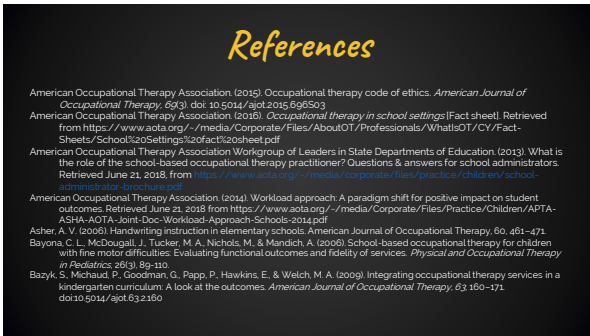 References
American Occupational Therapy Association. (2015). Occupational therapy code of ethics. American Journal of
Occupational Therapy, 69(3). doi: 10.5014/ajot.2015.696S03
American Occupational Therapy Association. (2016). Occupational therapy in school settings [Fact sheet]. Retrieved
from https://www.aota.org/~/media/Corporate/Files/AboutOT/Professionals/WhatIsOT/CY/Fact-
Sheets/School%20Settings%20fact%20sheet.pdf
American Occupational Therapy Association Workgroup of Leaders in State Departments of Education. (2013). What is
the role of the school-based occupational therapy practitioner? Questions & answers for school administrators.
Retrieved June 21, 2018, from https://www.aota.org/~/media/corporate/files/practice/children/school-
administrator-brochure.pdf
American Occupational Therapy Association. (2014). Workload approach: A paradigm shift for positive impact on student
outcomes. Retrieved June 21, 2018 from https://www.aota.org/~/media/Corporate/Files/Practice/Children/APTA-
ASHA-AOTA-Joint-Doc-Workload-Approach-Schools-2014.pdf
Asher, A. V. (2006). Handwriting instruction in elementary schools. American Journal of Occupational Therapy, 60, 461–471.
Bayona, C. L., McDougall, J., Tucker, M. A., Nichols, M., & Mandich, A. (2006). School-based occupational therapy for children
with fine motor difficulties: Evaluating functional outcomes and fidelity of services. Physical and Occupational Therapy
in Pediatrics, 26(3), 89-110.
Bazyk, S., Michaud, P., Goodman, G., Papp, P., Hawkins, E., & Welch, M. A. (2009). Integrating occupational therapy services in a
kindergarten curriculum: A look at the outcomes. American Journal of Occupational Therapy, 63, 160–171.
doi:10.5014/ajot.63.2.160